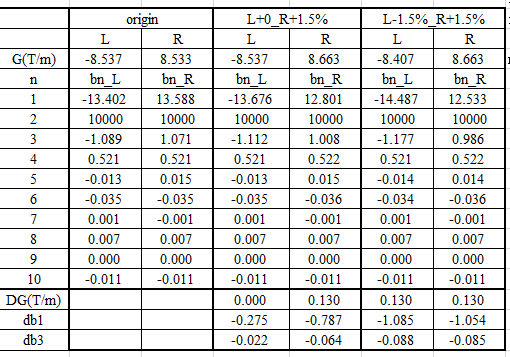 origin L+0_R+1.5% L-1.5%_R+1.5%
L R L R L R
G(T/m) -8.537 8.533 -8.537 8.663 -8.407 8.663
n bn_L bn_R bn_L bn_R bn_L bn_R
1 -13.402 13.588 -13.676 12.801 -14.487 12.533
2 10000 10000 10000 10000 10000 10000
3 -1.089 1.071 -1.112 1.008 -1.177 0.986
4 0.521 0.521 0.521 0.522 0.521 0.522
5 -0.013 0.015 -0.013 0.015 -0.014 0.014
6 -0.035 -0.035 -0.035 -0.036 -0.034 -0.036
7 0.001 -0.001 0.001 -0.001 0.001 -0.001
8 0.007 0.007 0.007 0.007 0.007 0.007
9 0.000 0.000 0.000 0.000 0.000 0.000
10 -0.011 -0.011 -0.011 -0.011 -0.011 -0.011
DG(T/m) 0.000 0.130 0.130 0.130
db1 -0.275 -0.787 -1.085 -1.054
db3 -0.022 -0.064 -0.088 -0.085